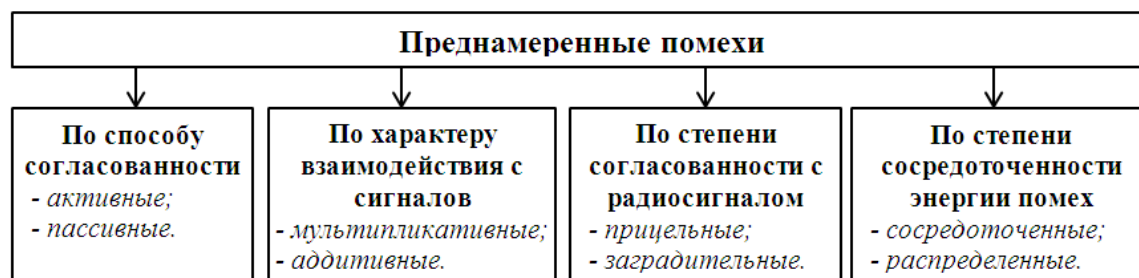 Преднамеренные помехи
По способу
согласованности
- активные;
- пассивные.
По характеру
взаимодействия с
сигналов
- мультипликативные;
- аддитивные.
По степени
согласованности с
радиосигналом
- прицельные;
- заградительные.
По степени
сосредоточенности
энергии помех
- сосредоточенные;
- распределенные.